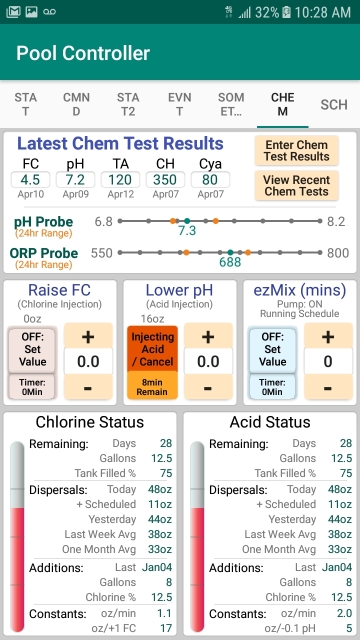 32% 10:28 AM
Pool Controller
STA
T
CMN
D
STA
T2
EVN
T
SOM
ET...
CHE
M
SCH
Latest Chem Test Results
FC pH TA CH Cya
4.5 7.2 120 350 80
Apr10 Apr09 Apr12 Apr07 Apr07
Enter Chem
Test Results
View Recent
Chem Tests
pH Probe 6.8 8.2
(24hr Range) 7.3
ORP Probe 550 800
(24hr Range) 688
Raise FC
(Chlorine Injection)
0oz
OFF:
Set
Value
Timer:
0Min
+
0.0
-
Lower pH
(Acid Injection)
16oz
Injecting
Acid
/ Cancel
8min
Remain
+
0.0
-
ezMix (mins)
Pump: ON
Running Schedule
OFF:
Set
Value
Timer:
0Min
+
0
-
Chlorine Status
Remaining: Days 28
Gallons 12.5
Tank Filled % 75
Dispersals: Today 48oz
+ Scheduled 11oz
Yesterday 44oz
Last Week Avg 38oz
One Month Avg 33oz
Additions: Last Jan04
Gallons 8
Chlorine % 12.5
Constants: oz/min 1.1
oz/+1 FC 17
Acid Status
Remaining: Days 28
Gallons 12.5
Tank Filled % 75
Dispersals: Today 48oz
+ Scheduled 11oz
Yesterday 44oz
Last Week Avg 38oz
One Month Avg 33oz
Additions: Last Jan04
Gallons 8
Chlorine % 12.5
Constants: oz/min 2.0
oz/-0.1 pH 5